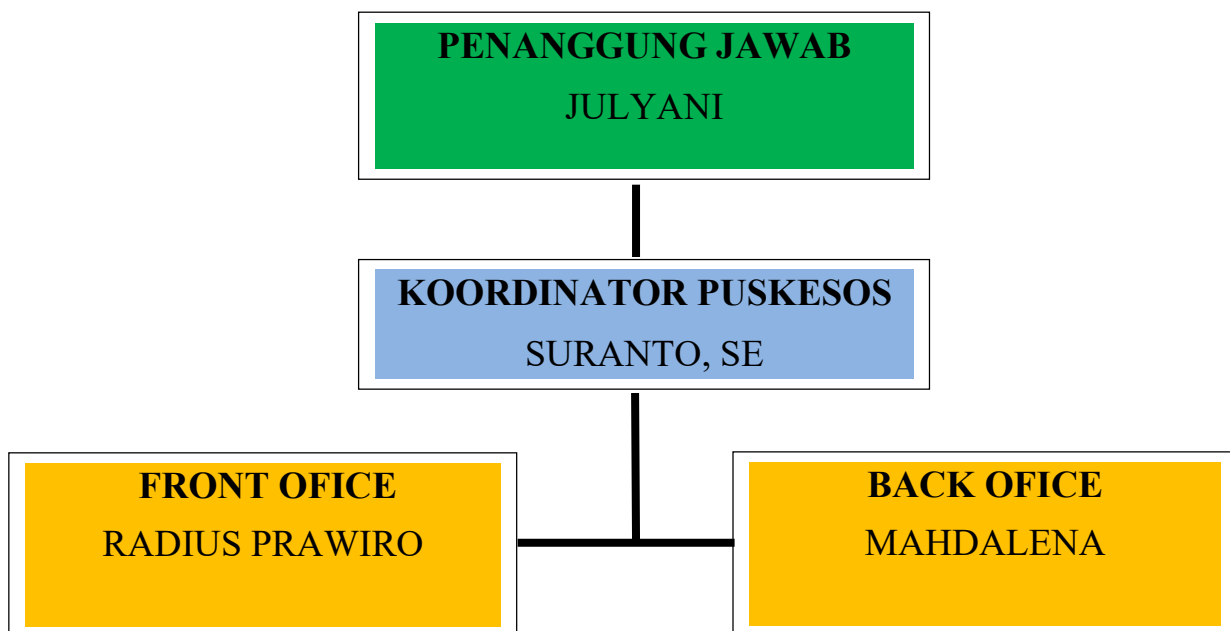 PENANGGUNG JAWAB
JULYANI
KOORDINATOR PUSKESOS
SURANTO, SE
FRONT OFICE
RADIUS PRAWIRO
BACK OFICE
MAHDALENA